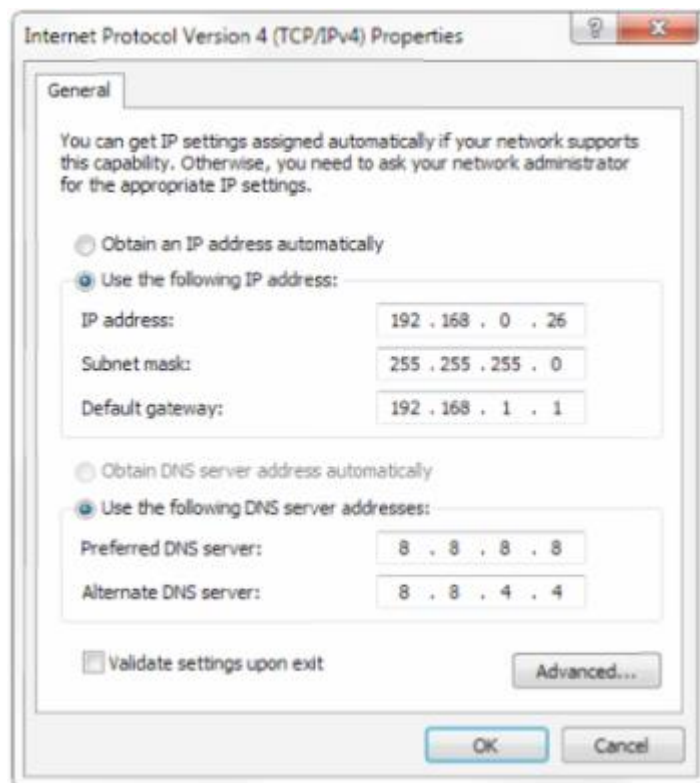 Internet Protocol Version 4 (TCP/IPv4) Properties
General
You can get IP settings assigned automatically if your network supports
this capability. Otherwise, you need to ask your network administrator
for the appropriate IP settings.
Obtain an IP address automatically
Use the following IP address:
IP address: 192 . 168 . 0 . 26
Subnet mask: 255 . 255 . 255 . 0
Default gateway: 192 . 168 . 1 . 1
Obtain DNS server address automatically
Use the following DNS server addresses:
Preferred DNS server: 8 . 8 . 8 . 8
Alternate DNS server: 8 . 8 . 4 . 4
Validate settings upon exit
Advanced...
OK Cancel